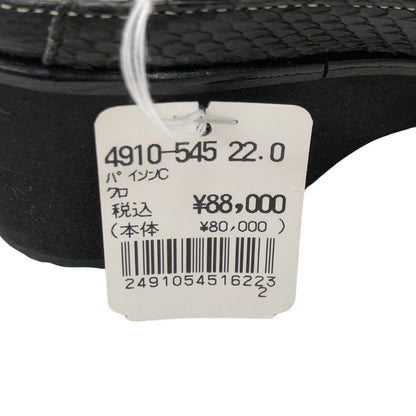 4910-545 22.0
パイソンC
クロ
税込 ¥88,000
(本体 ¥80,000 )
2491054516223
2